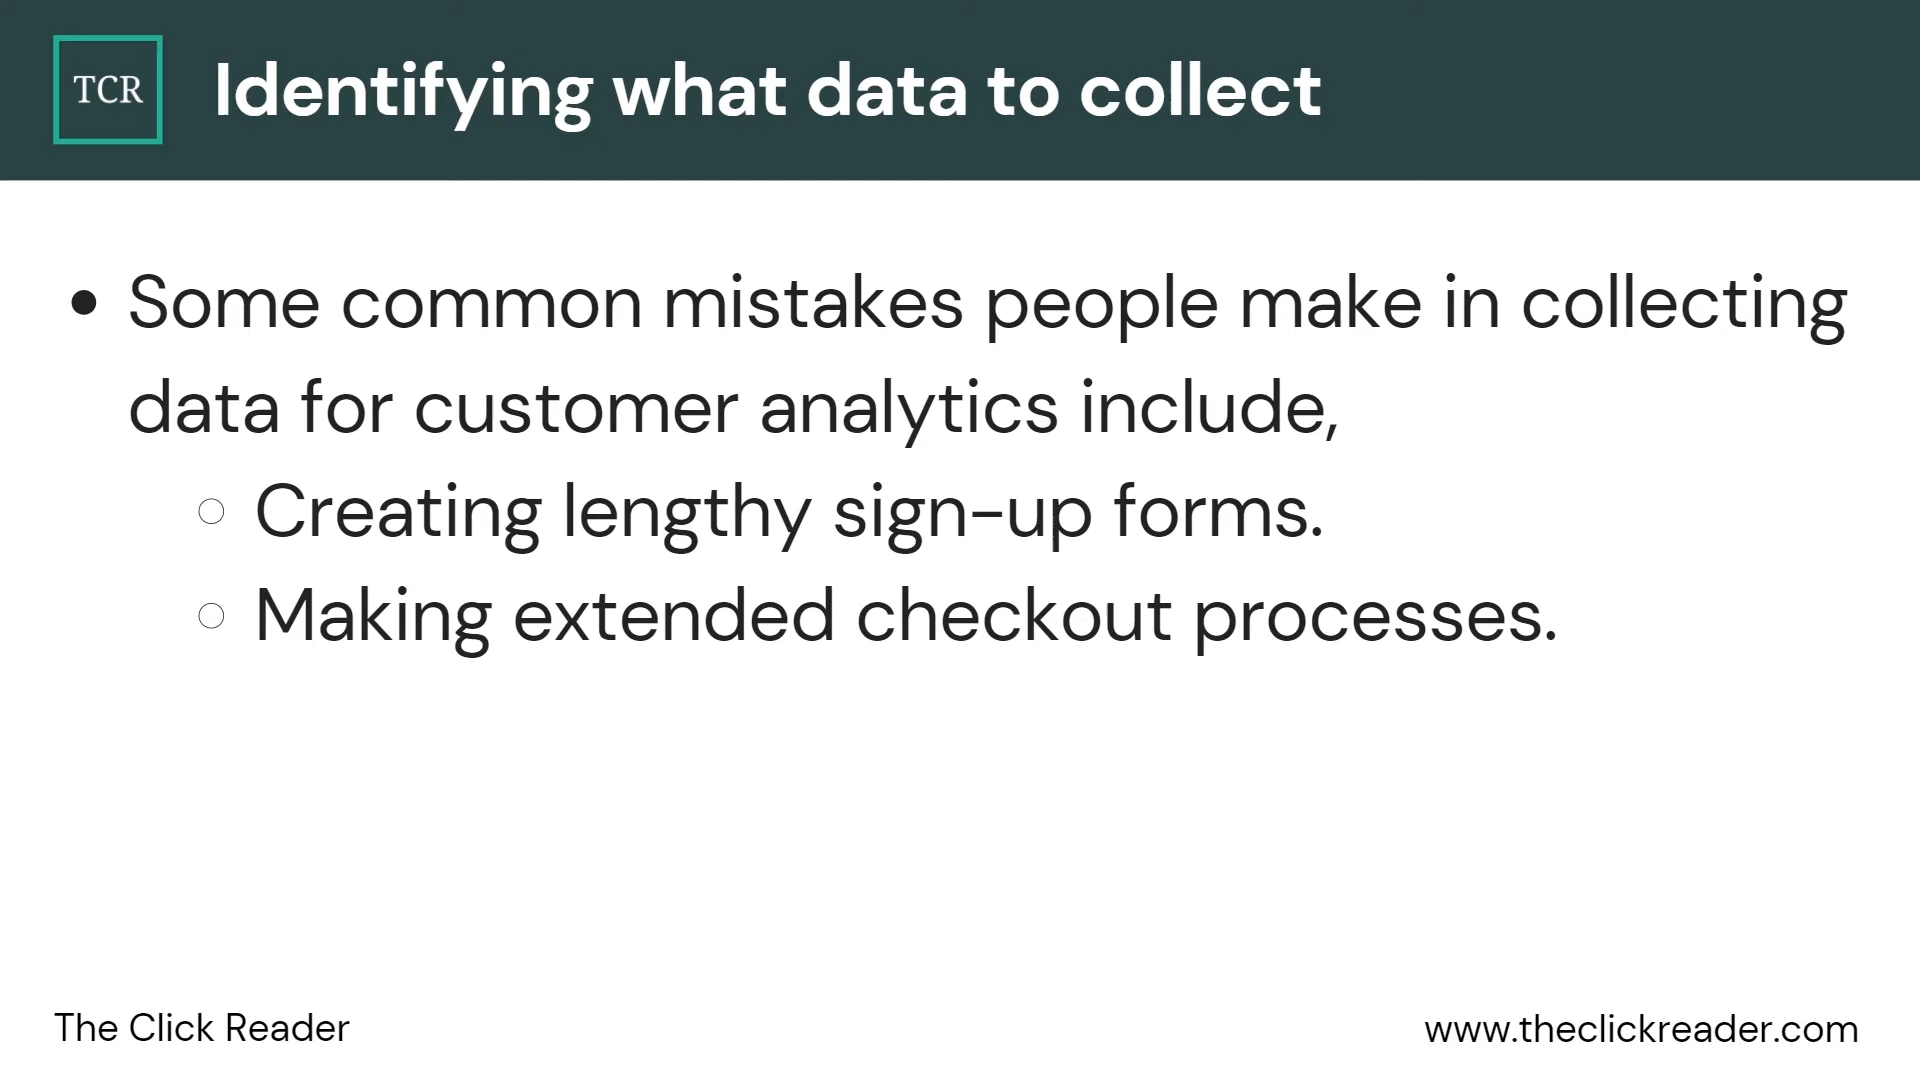 TCR
Identifying what data to collect
• Some common mistakes people make in collecting
data for customer analytics include,
○ Creating lengthy sign-up forms.
○ Making extended checkout processes.
The Click Reader
www.theclickreader.com